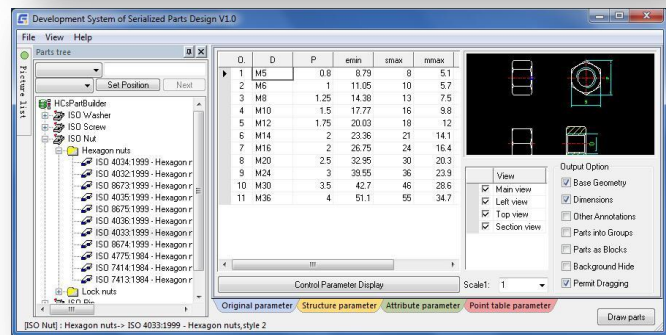 Development System of Serialized Parts Design V1.0
File View Help
Parts tree
Picture list
Set Position Next
HCsPartBuilder
ISO Washer
ISO Screw
ISO Nut
Hexagon nuts
ISO 4034:1999 - Hexagon r
ISO 4032:1999 - Hexagon r
ISO 8673:1999 - Hexagon r
ISO 4035:1999 - Hexagon r
ISO 8675:1999 - Hexagon r
ISO 4036:1999 - Hexagon r
ISO 4033:1999 - Hexagon r
ISO 8674:1999 - Hexagon r
ISO 4775:1984 - Hexagon r
ISO 7414:1984 - Hexagon r
ISO 7413:1984 - Hexagon r
Lock nuts
ISO Pin
O. D P emin smax mmax
1 M5 0.8 8.79 8 5.1
2 M6 1 11.05 10 5.7
3 M8 1.25 14.38 13 7.5
4 M10 1.5 17.77 16 9.8
5 M12 1.75 20.03 18 12
6 M14 2 23.36 21 14.1
7 M16 2 26.75 24 16.4
8 M20 2.5 32.95 30 20.3
9 M24 3 39.55 36 23.9
10 M30 3.5 42.7 46 28.6
11 M36 4 51.1 55 34.7
Control Parameter Display
View
Main view
Left view
Top view
Section view
Scale1: 1
Output Option
Base Geometry
Dimensions
Other Annotations
Parts into Groups
Parts as Blocks
Background Hide
Permit Dragging
Original parameter Structure parameter Attribute parameter Point table parameter
Draw parts
[ISO Nut] : Hexagon nuts-> ISO 4033:1999 - Hexagon nuts,style 2